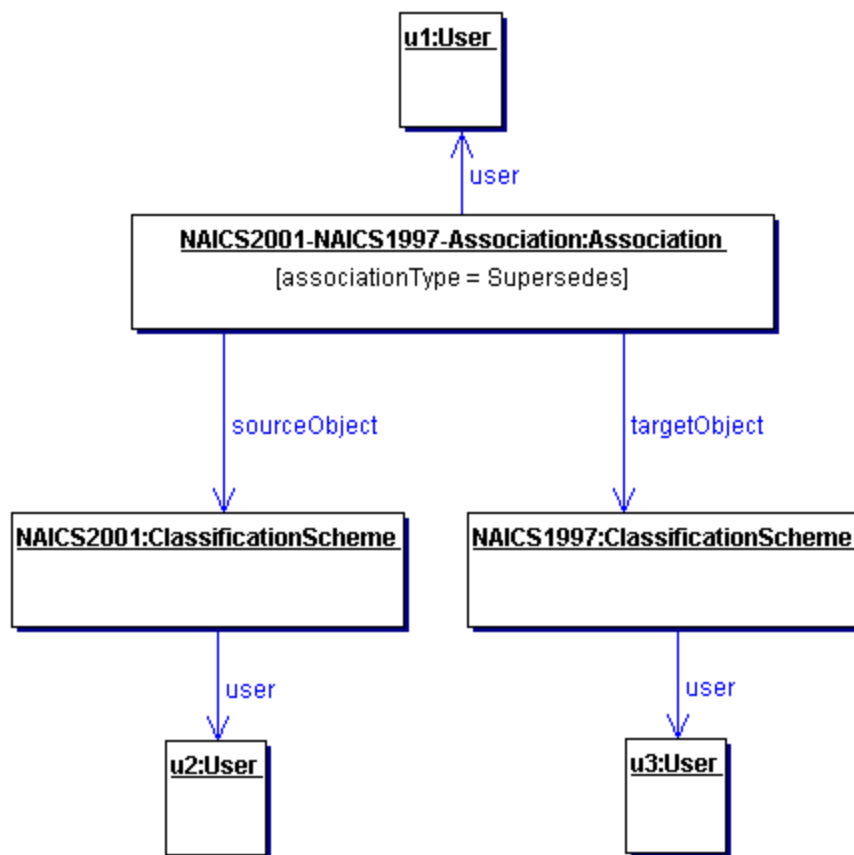 u1:User
user
NAICS2001-NAICS1997-Association:Association
[associationType = Supersedes]
sourceObject
targetObject
NAICS2001:ClassificationScheme
NAICS1997:ClassificationScheme
user
user
u2:User
u3:User